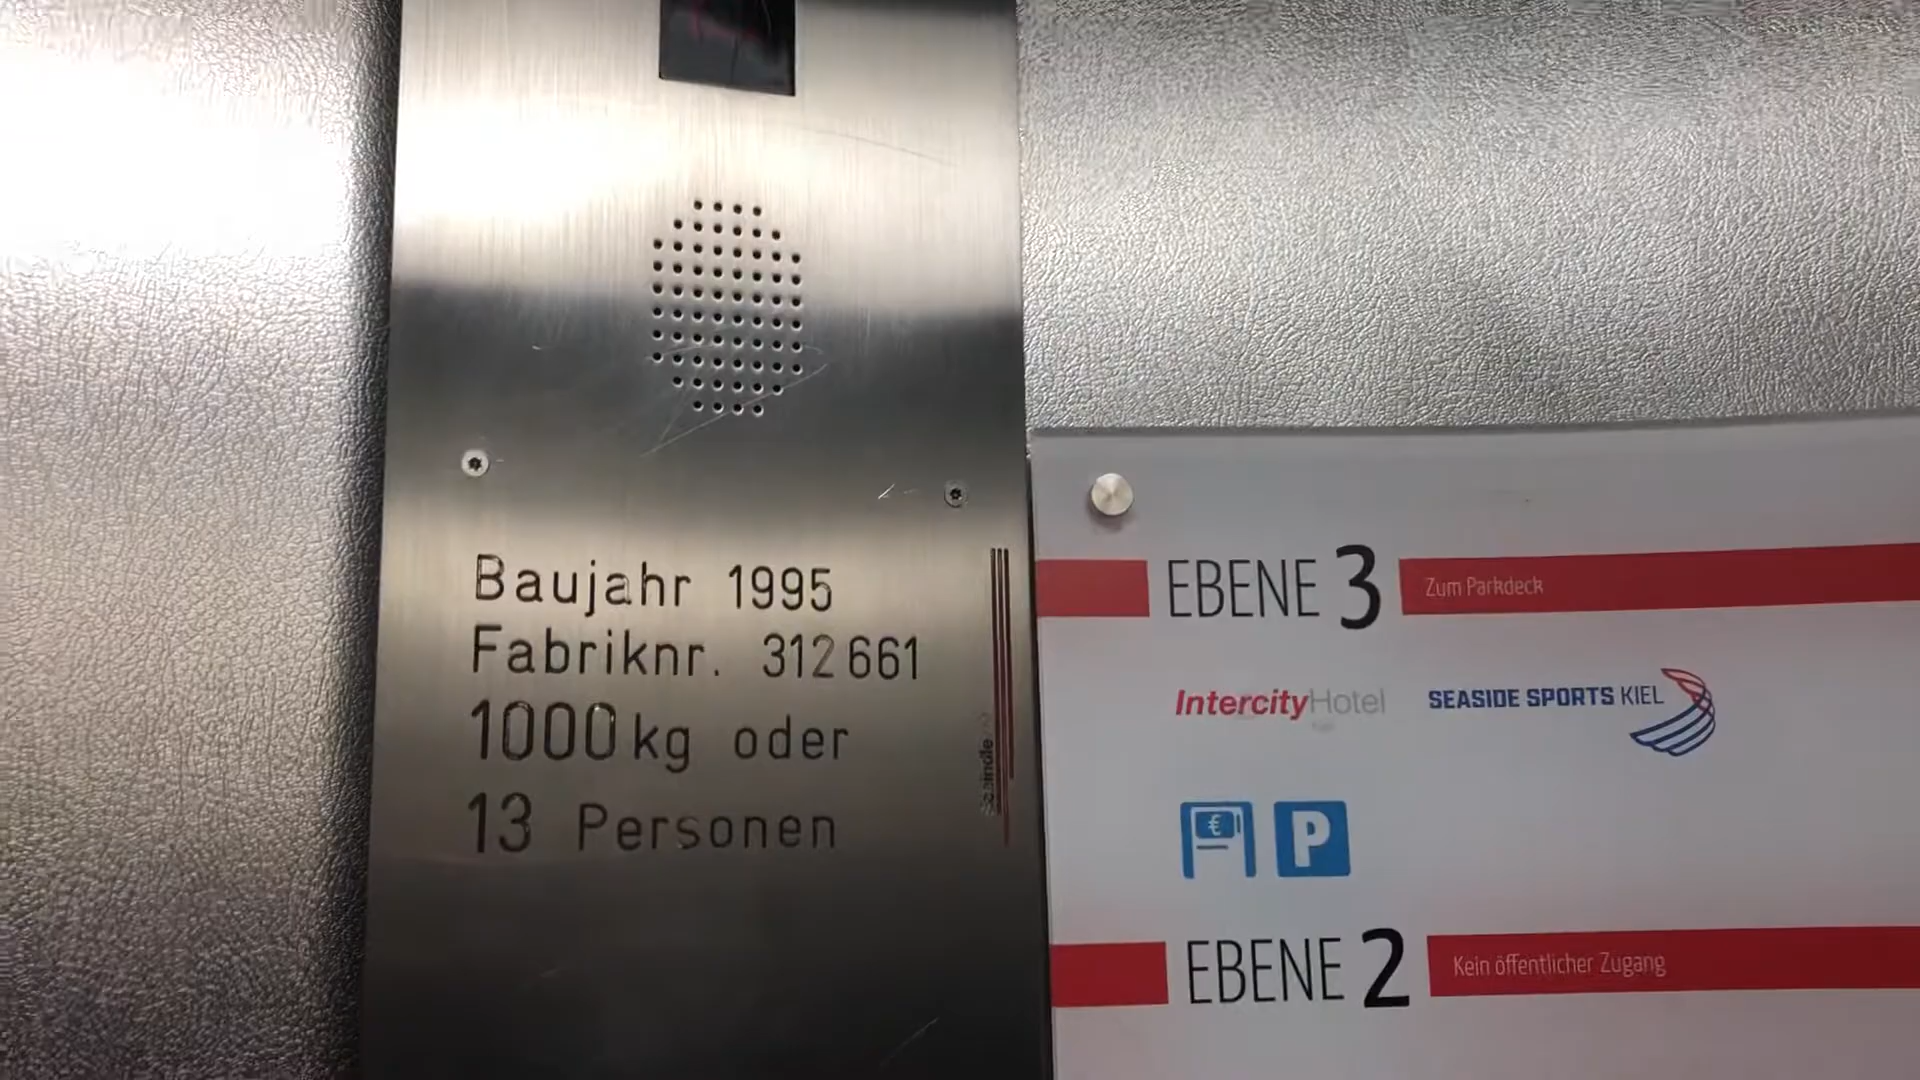 Baujahr 1995
Fabriknr. 312 661
1000 kg oder
13 Personen
EBENE 3 Zum Parkdeck
IntercityHotel SEASIDE SPORTS KIEL
€ P
EBENE 2 Kein öffentlicher Zugang